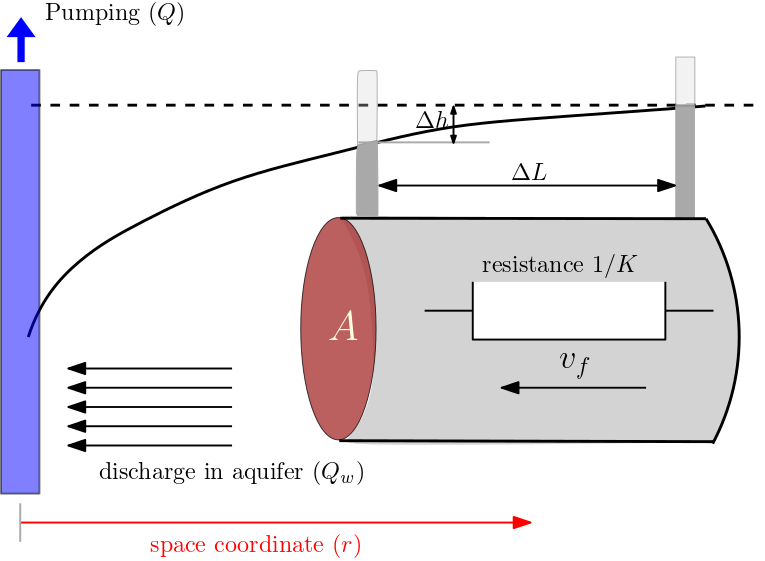 Pumping (Q)
Δh
ΔL
resistance 1/K
A
v_f
discharge in aquifer (Q_w)
space coordinate (r)